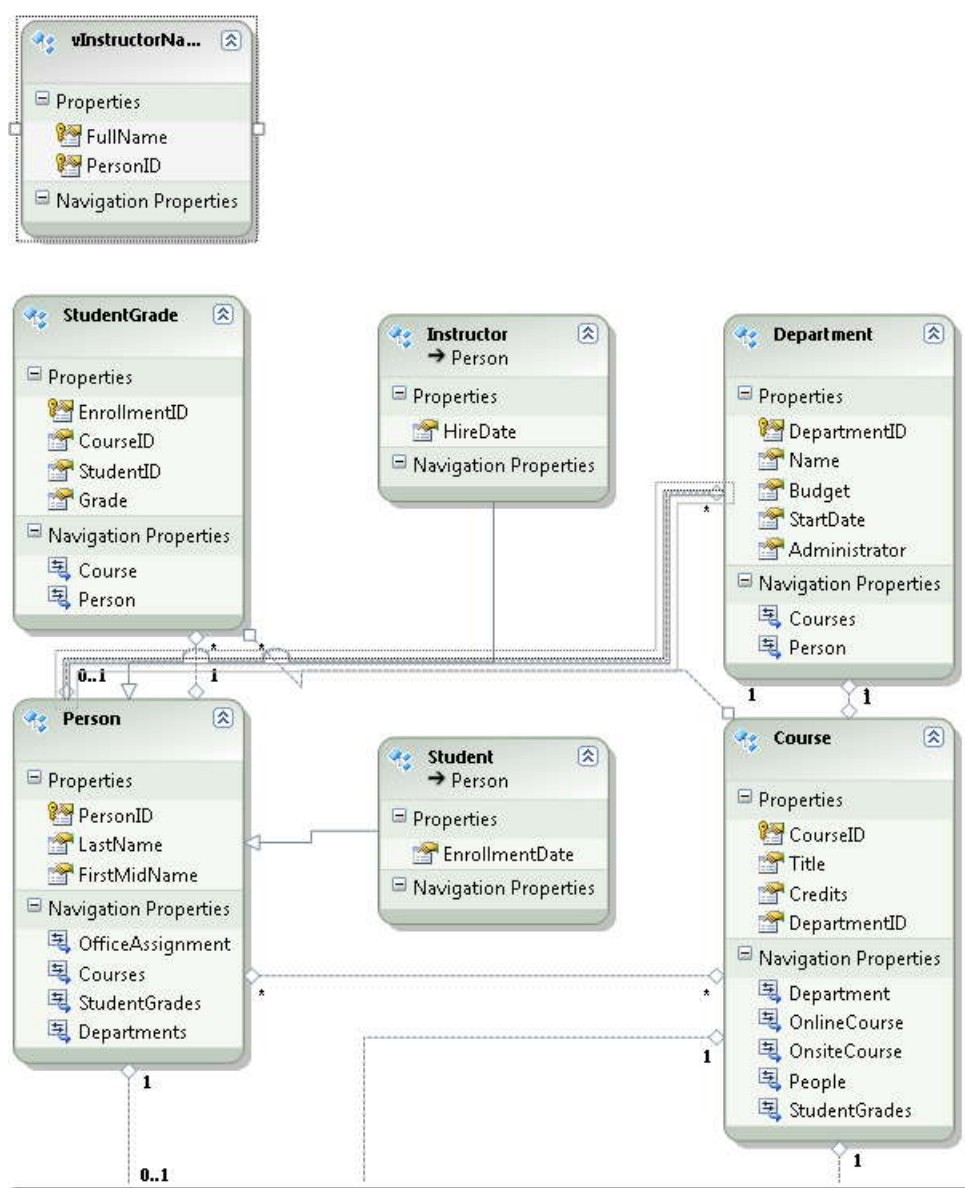 vInstructorNa...
Properties
FullName
PersonID
Navigation Properties
StudentGrade
Properties
EnrollmentID
CourseID
StudentID
Grade
Navigation Properties
Course
Person
Instructor
→ Person
Properties
HireDate
Navigation Properties
Department
Properties
DepartmentID
Name
Budget
StartDate
Administrator
Navigation Properties
Courses
Person
*
*
*
0..1
1
1
1
Person
Properties
PersonID
LastName
FirstMidName
Navigation Properties
OfficeAssignment
Courses
StudentGrades
Departments
Student
→ Person
Properties
EnrollmentDate
Navigation Properties
Course
Properties
CourseID
Title
Credits
DepartmentID
Navigation Properties
Department
OnlineCourse
OnsiteCourse
People
StudentGrades
*
*
1
1
1
0..1